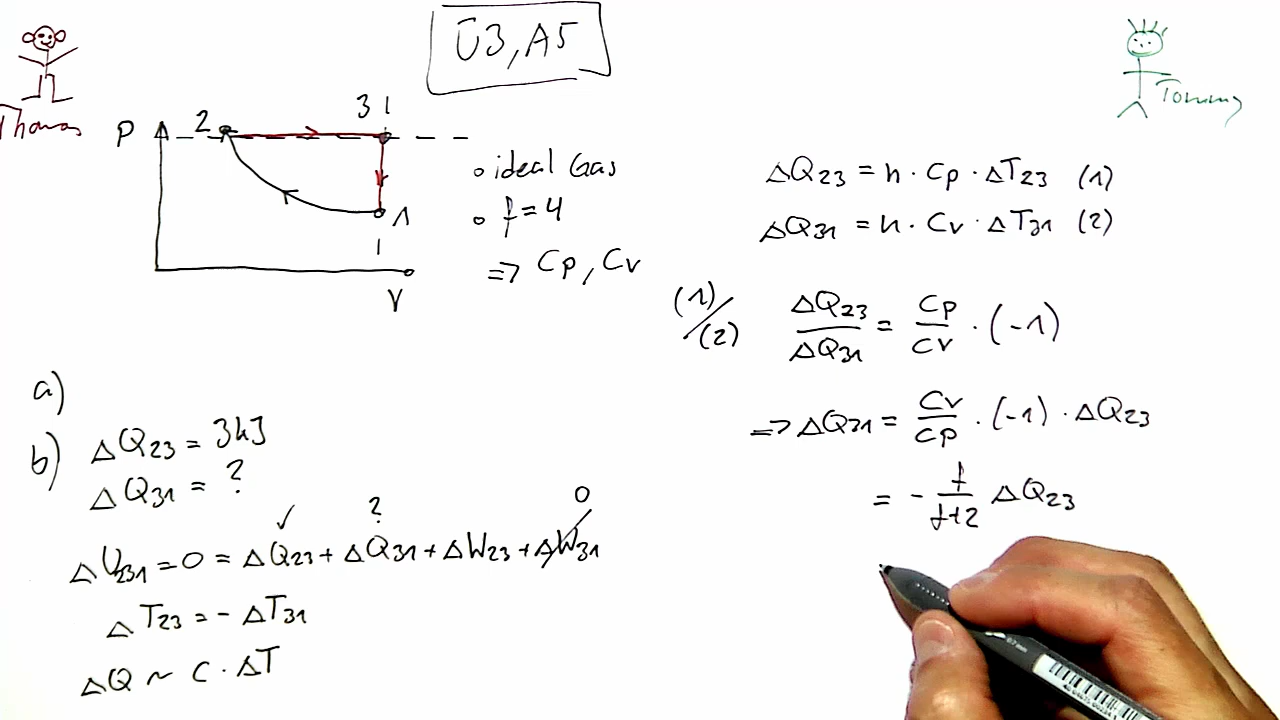 Ü3, A5
Thomas
Tommy
P
2
3
1
V
• ideal Gas
• f = 4
⇒ Cp, Cv
a)
b) ΔQ23 = 3kJ
ΔQ31 = ?
✓ ? 0
ΔU231 = 0 = ΔQ23 + ΔQ31 + ΔW23 + ΔW31
ΔT23 = - ΔT31
ΔQ ~ C · ΔT
ΔQ23 = n · Cp · ΔT23 (1)
ΔQ31 = n · Cv · ΔT31 (2)
(1)/(2) ΔQ23/ΔQ31 = Cp/Cv · (-1)
⇒ ΔQ31 = Cv/Cp · (-1) · ΔQ23
= - f/f+2 ΔQ23